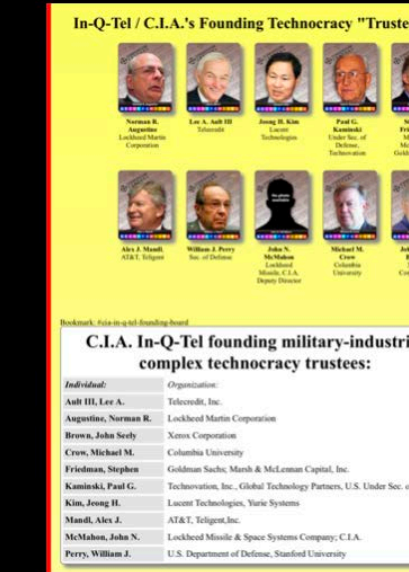 In-Q-Tel / C.I.A.'s Founding Technocracy "Truste
Norman R.
Augustine
Lockheed Martin
Corporation
Lee A. Ault III
Telecredit
Jeong H. Kim
Lucent
Technologies
Paul G.
Kaminski
Under Sec. of
Defense,
Technovation
Alex J. Mandl
AT&T, Teligent
William J. Perry
Sec. of Defense
John N.
McMahon
Lockheed
Missile, C.I.A.
Deputy Director
Michael M.
Crow
Columbia
University
Bookmark: #cia-in-q-tel-founding-board
C.I.A. In-Q-Tel founding military-industri
complex technocracy trustees:
Individual: Organization:
Ault III, Lee A. Telecredit, Inc.
Augustine, Norman R. Lockheed Martin Corporation
Brown, John Seely Xerox Corporation
Crow, Michael M. Columbia University
Friedman, Stephen Goldman Sachs; Marsh & McLennan Capital, Inc.
Kaminski, Paul G. Technovation, Inc., Global Technology Partners, U.S. Under Sec. o
Kim, Jeong H. Lucent Technologies, Yurie Systems
Mandl, Alex J. AT&T, Teligent,Inc.
McMahon, John N. Lockheed Missile & Space Systems Company; C.I.A.
Perry, William J. U.S. Department of Defense, Stanford University